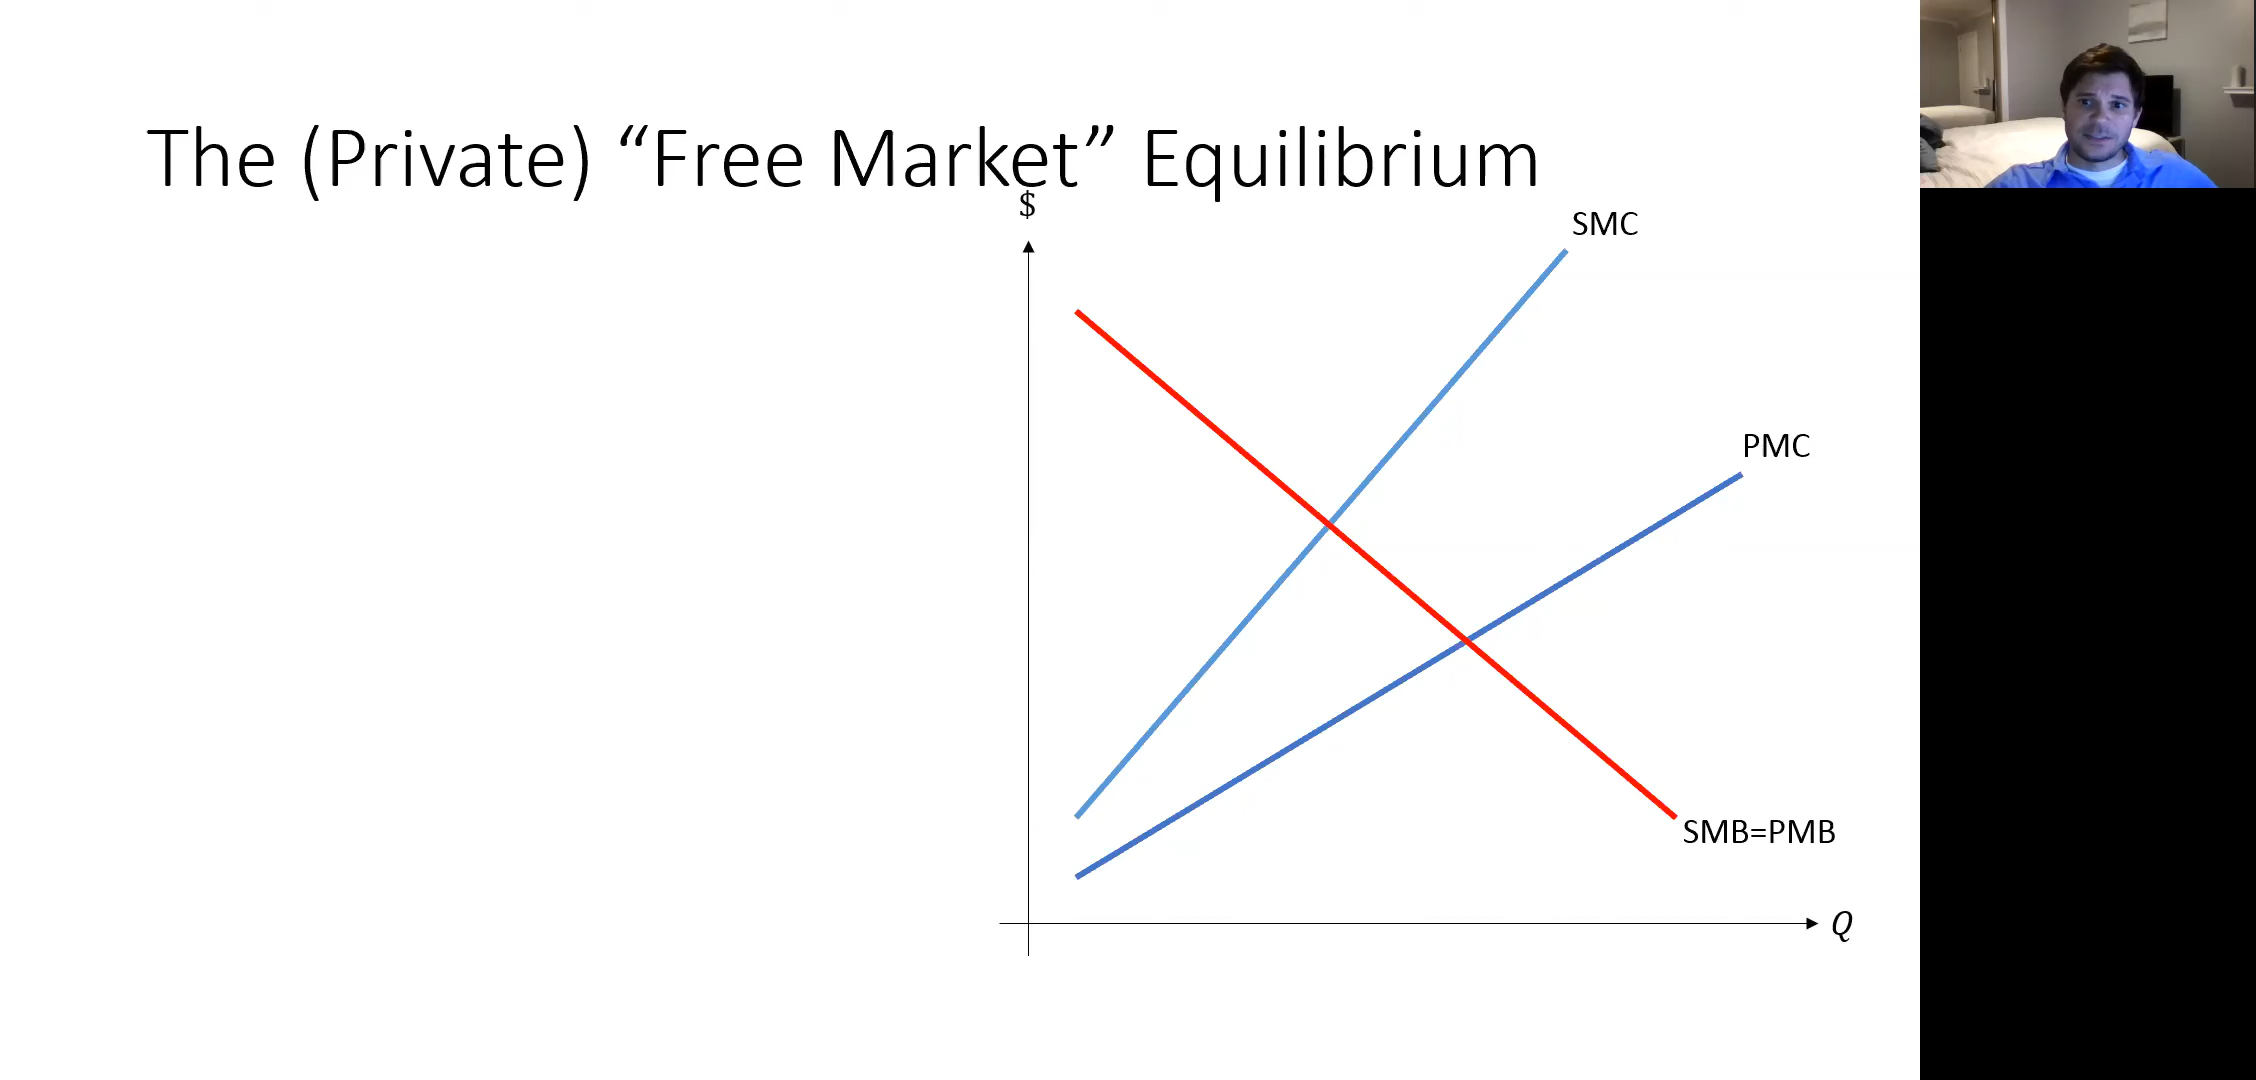 The (Private) “Free Market” Equilibrium
$
SMC
PMC
SMB=PMB
Q